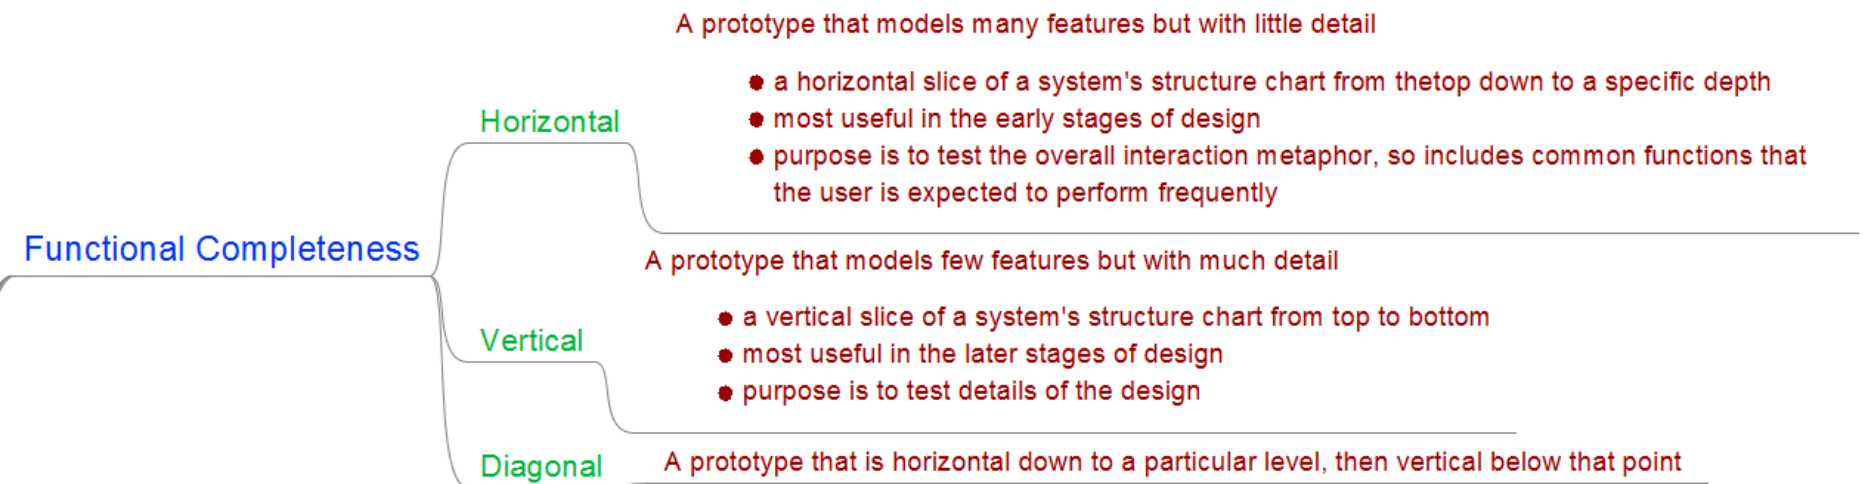 Functional Completeness
Horizontal
A prototype that models many features but with little detail
● a horizontal slice of a system's structure chart from thetop down to a specific depth
● most useful in the early stages of design
● purpose is to test the overall interaction metaphor, so includes common functions that
the user is expected to perform frequently
Vertical
A prototype that models few features but with much detail
● a vertical slice of a system's structure chart from top to bottom
● most useful in the later stages of design
● purpose is to test details of the design
Diagonal
A prototype that is horizontal down to a particular level, then vertical below that point